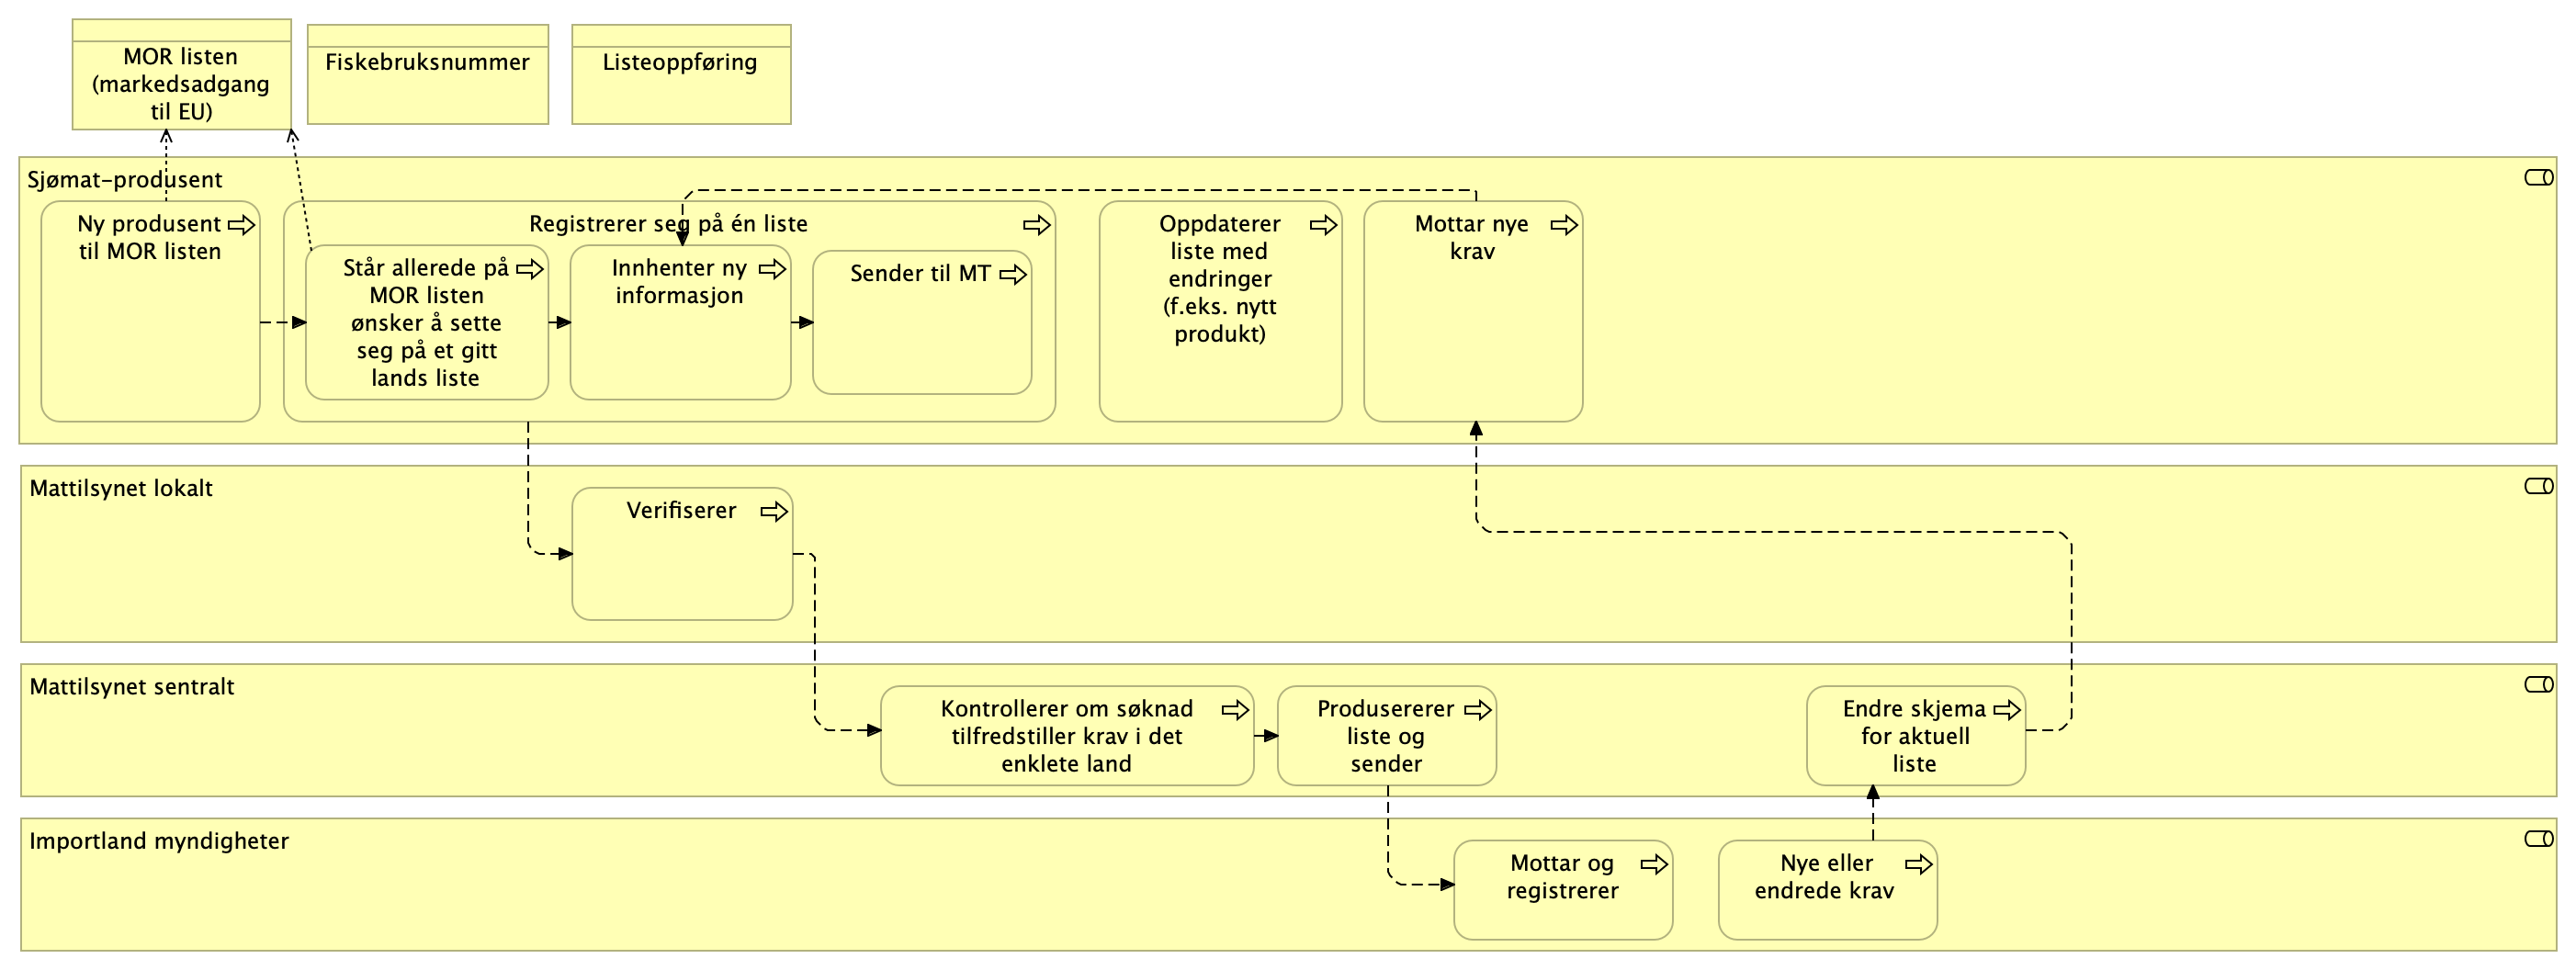 MOR listen
(markedsadgang
til EU)
Fiskebruksnummer
Listeoppføring
Sjømat-produsent
Ny produsent
til MOR listen
Registrerer seg på én liste
Står allerede på
MOR listen
ønsker å sette
seg på et gitt
lands liste
Innhenter ny
informasjon
Sender til MT
Oppdaterer
liste med
endringer
(f.eks. nytt
produkt)
Mottar nye
krav
Mattilsynet lokalt
Verifiserer
Mattilsynet sentralt
Kontrollerer om søknad
tilfredstiller krav i det
enklete land
Produsererer
liste og
sender
Endre skjema
for aktuell
liste
Importland myndigheter
Mottar og
registrerer
Nye eller
endrede krav